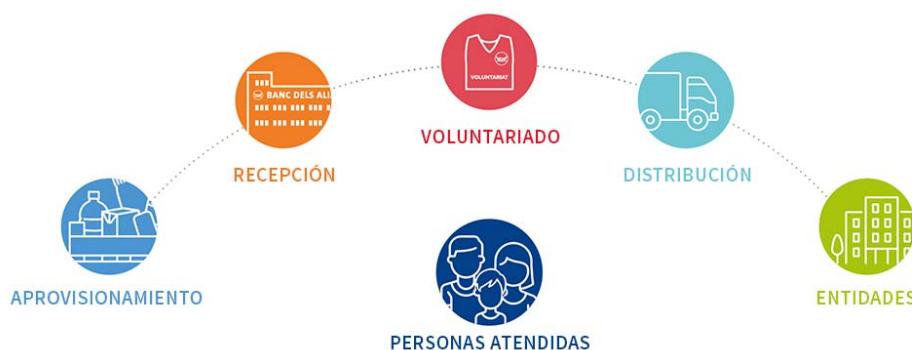 BANC DELS ALI
VOLUNTARIAT
VOLUNTARIADO
RECEPCIÓN
DISTRIBUCIÓN
APROVISIONAMIENTO
ENTIDADES
PERSONAS ATENDIDAS